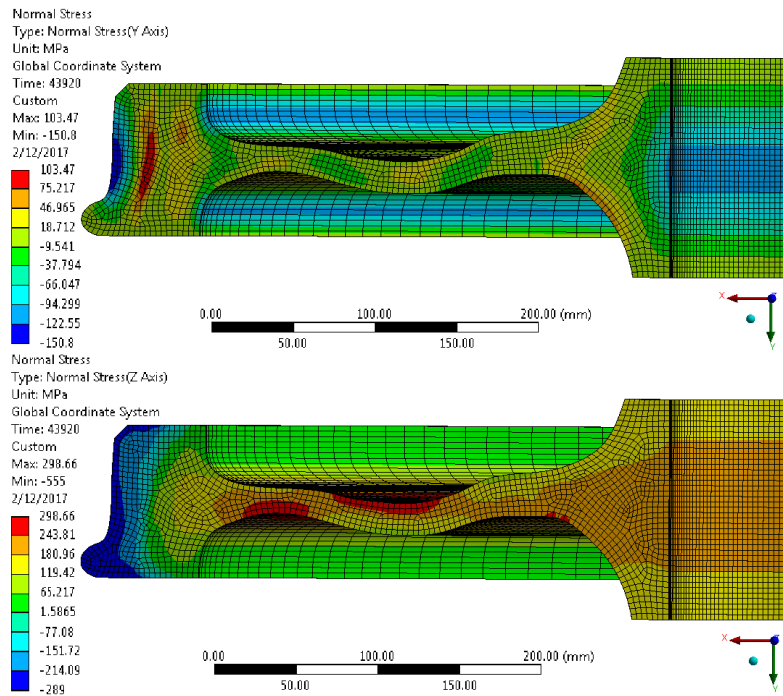 Normal Stress
Type: Normal Stress(Y Axis)
Unit: MPa
Global Coordinate System
Time: 43920
Custom
Max: 103.47
Min: -150.8
2/12/2017
103.47
75.217
46.965
18.712
-9.541
-37.794
-66.047
-94.299
-122.55
-150.8
0.00 100.00 200.00 (mm)
50.00 150.00
X
Y
Normal Stress
Type: Normal Stress(Z Axis)
Unit: MPa
Global Coordinate System
Time: 43920
Custom
Max: 298.66
Min: -555
2/12/2017
298.66
243.81
180.96
119.42
65.217
1.5865
-77.08
-151.72
-214.09
-289
0.00 100.00 200.00 (mm)
50.00 150.00
X
Y